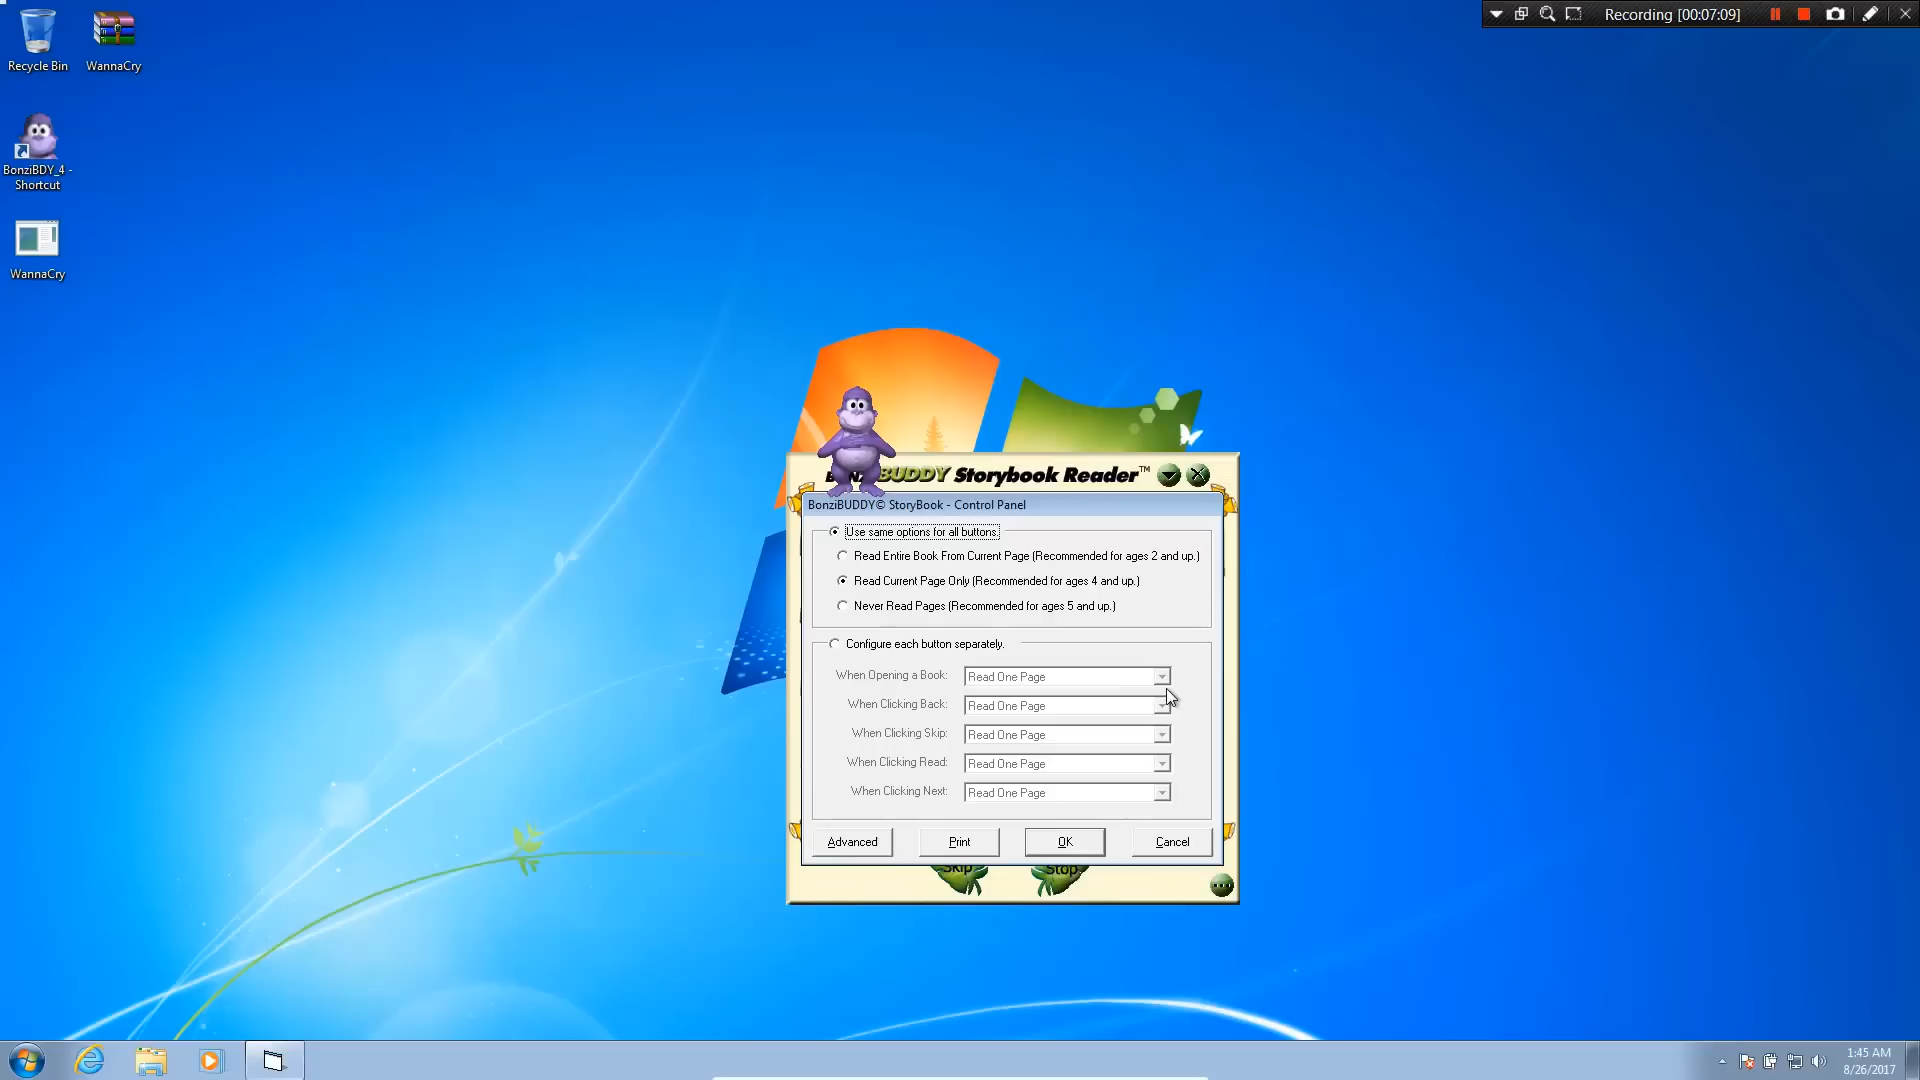 Recording [00:07:09]
Recycle Bin
WannaCry
BonziBDY_4 -
Shortcut
WannaCry
BUDDY Storybook Reader™
BonziBUDDY© StoryBook - Control Panel
Use same options for all buttons.
Read Entire Book From Current Page (Recommended for ages 2 and up.)
Read Current Page Only (Recommended for ages 4 and up.)
Never Read Pages (Recommended for ages 5 and up.)
Configure each button separately.
When Opening a Book: Read One Page
When Clicking Back: Read One Page
When Clicking Skip: Read One Page
When Clicking Read: Read One Page
When Clicking Next: Read One Page
Advanced Print OK Cancel
Skip Stop
1:45 AM
8/26/2017